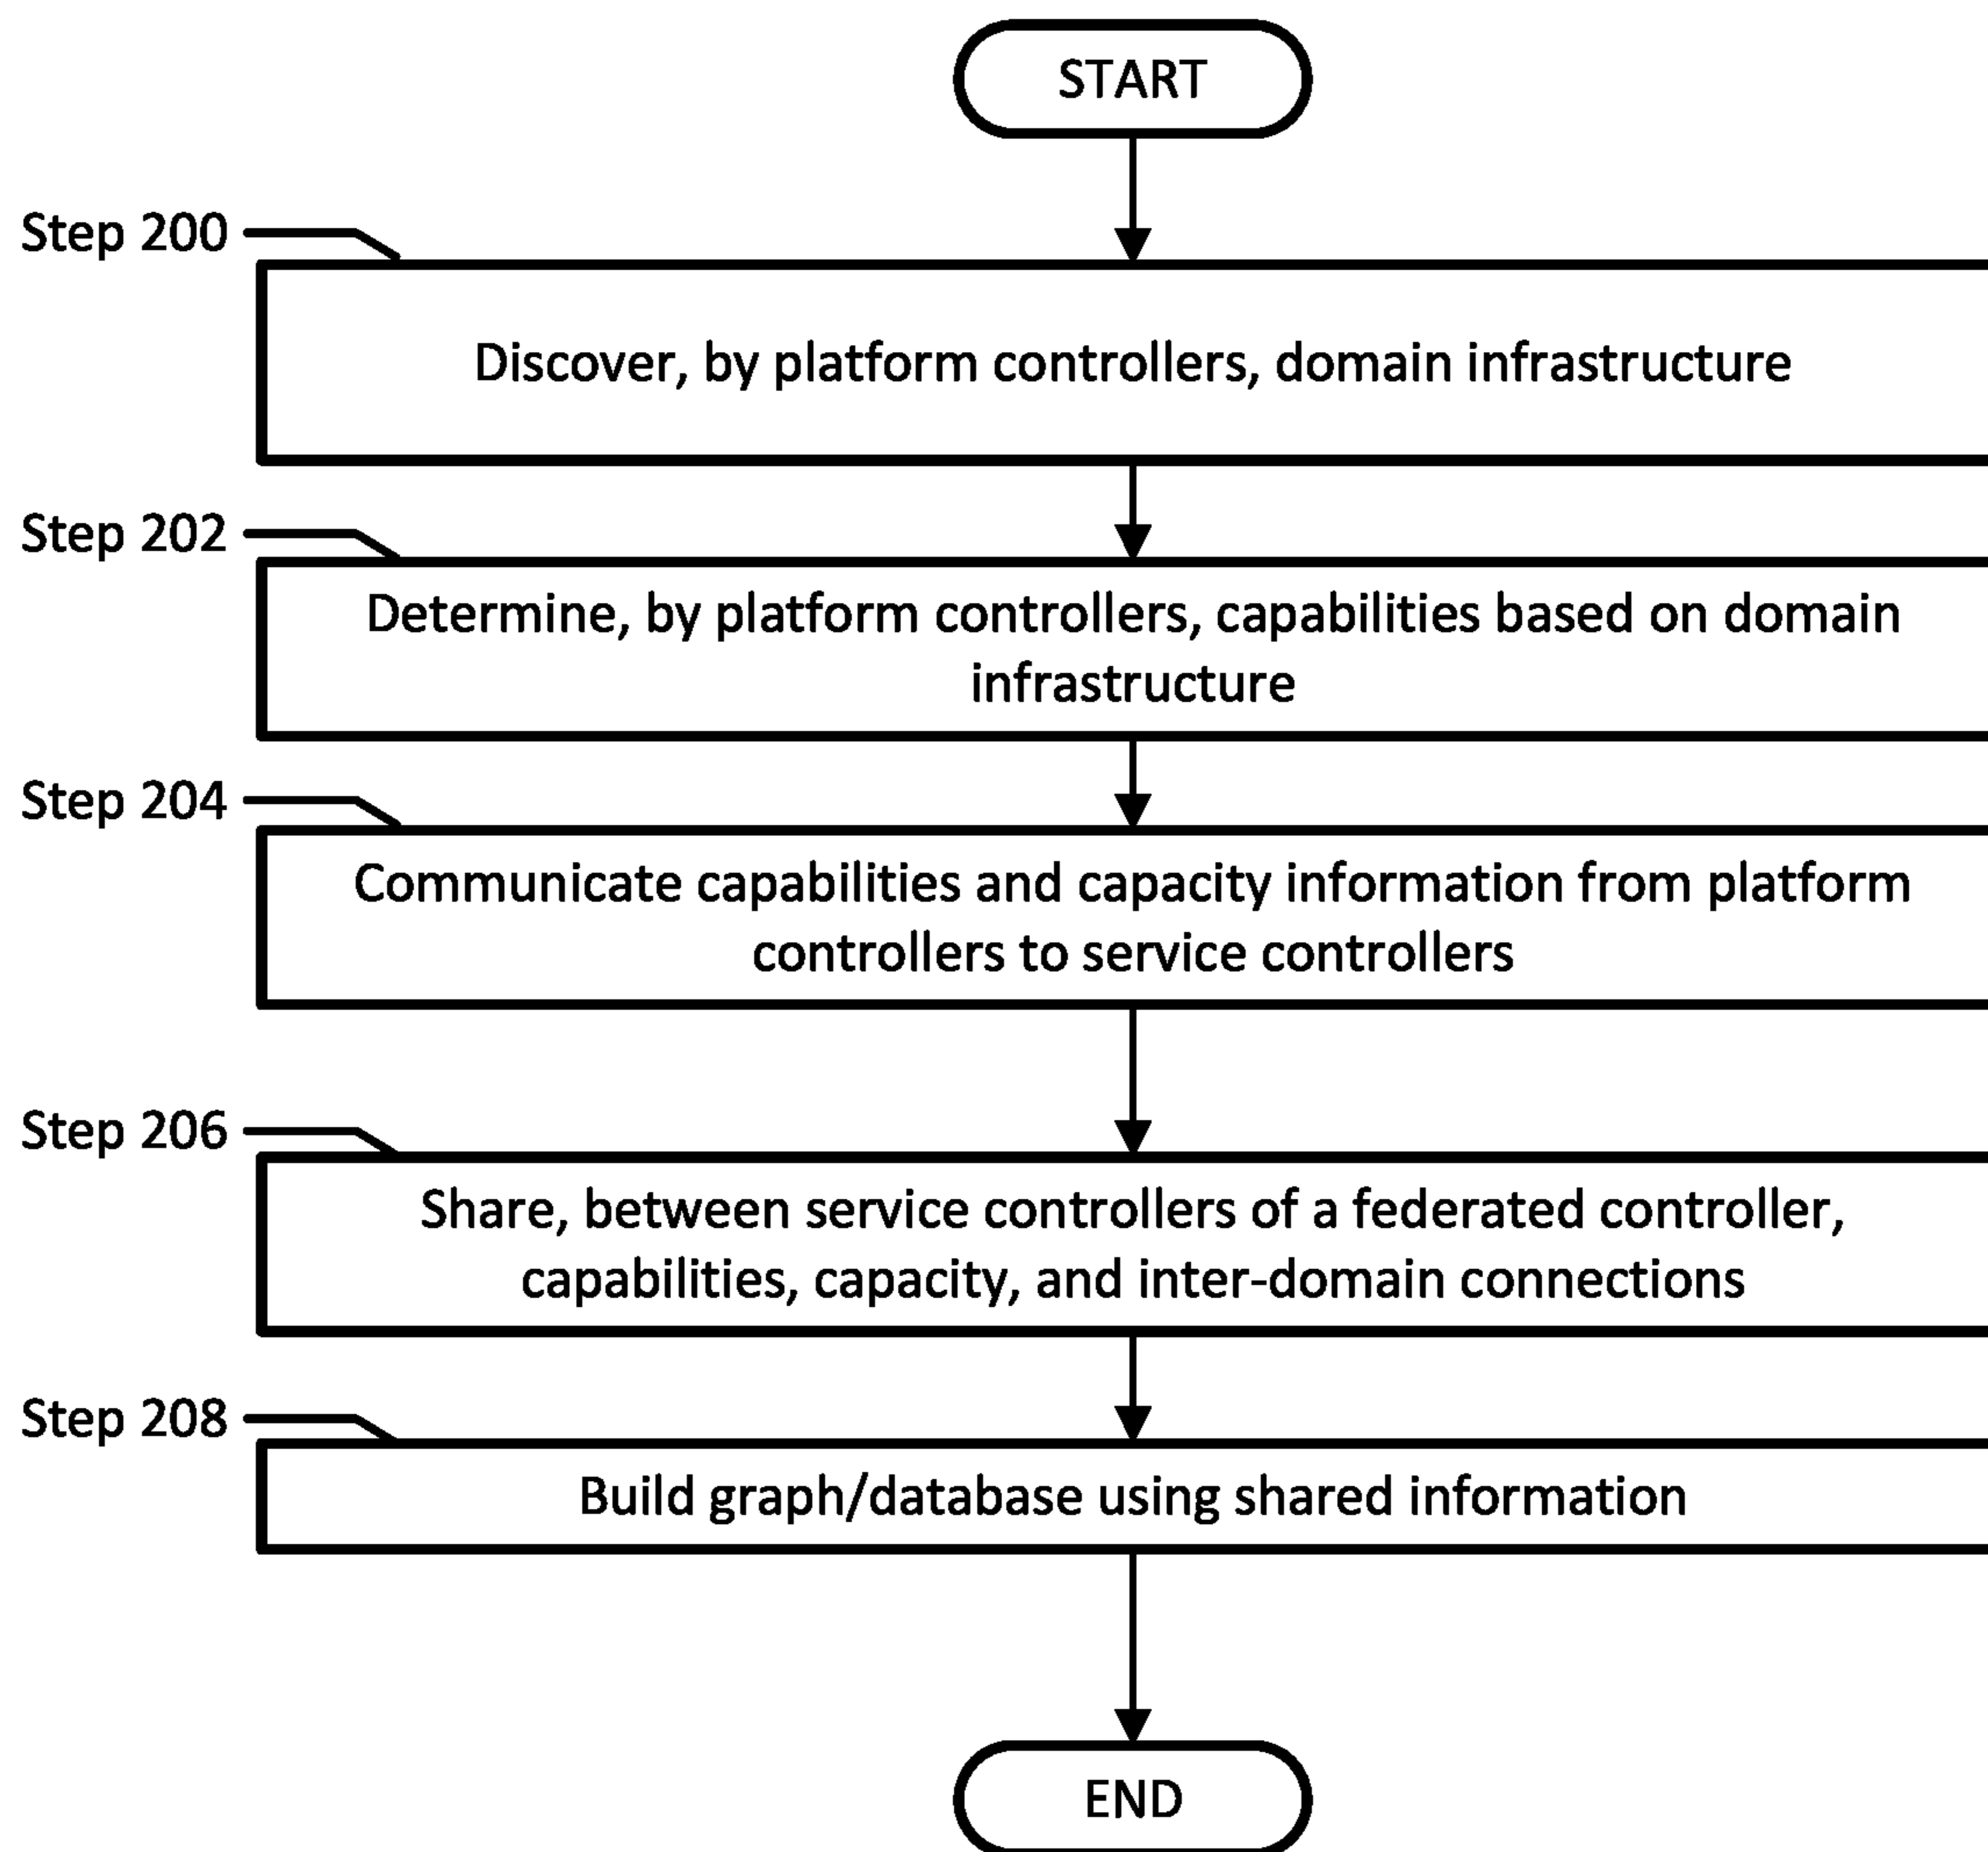 START
Step 200
Discover, by platform controllers, domain infrastructure
Step 202
Determine, by platform controllers, capabilities based on domain
infrastructure
Step 204
Communicate capabilities and capacity information from platform
controllers to service controllers
Step 206
Share, between service controllers of a federated controller,
capabilities, capacity, and inter-domain connections
Step 208
Build graph/database using shared information
END